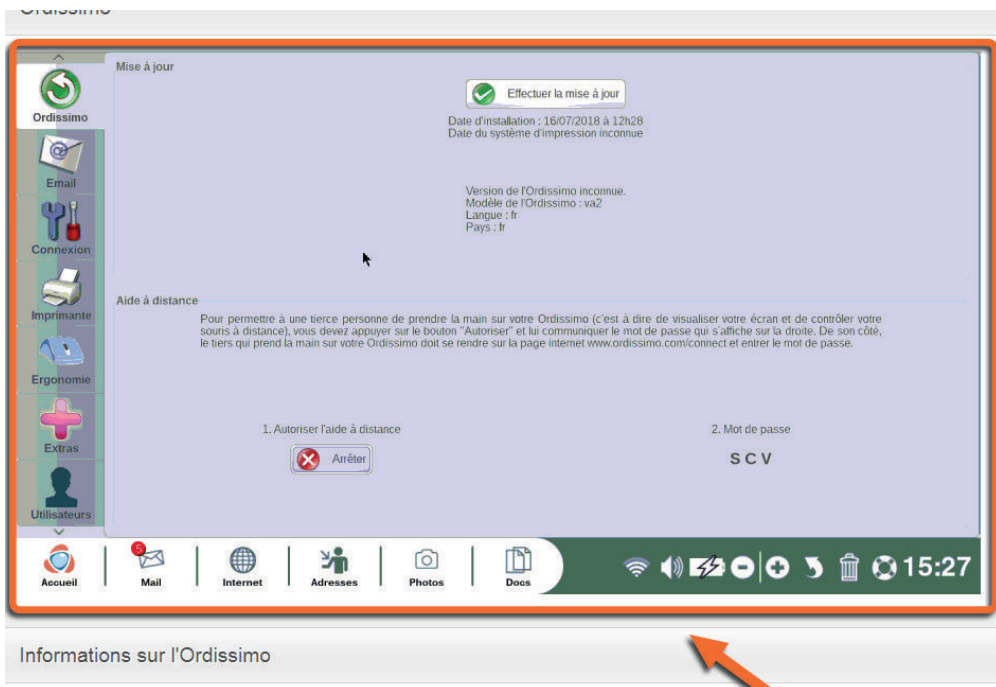 Ordissimo
Mise à jour
Effectuer la mise à jour
Date d'installation : 16/07/2018 à 12h28
Date du système d'impression inconnue
Version de l'Ordissimo inconnue.
Modèle de l'Ordissimo : va2
Langue : fr
Pays : fr
Ordissimo
Email
Connexion
Imprimante
Ergonomie
Extras
Utilisateurs
Aide à distance
Pour permettre à une tierce personne de prendre la main sur votre Ordissimo (c'est à dire de visualiser votre écran et de contrôler votre
souris à distance), vous devez appuyer sur le bouton "Autoriser" et lui communiquer le mot de passe qui s'affiche sur la droite. De son côté,
le tiers qui prend la main sur votre Ordissimo doit se rendre sur la page internet www.ordissimo.com/connect et entrer le mot de passe.
1. Autoriser l'aide à distance
2. Mot de passe
Arrêter
S C V
5
Accueil
Mail
Internet
Adresses
Photos
Docs
15:27
Informations sur l'Ordissimo